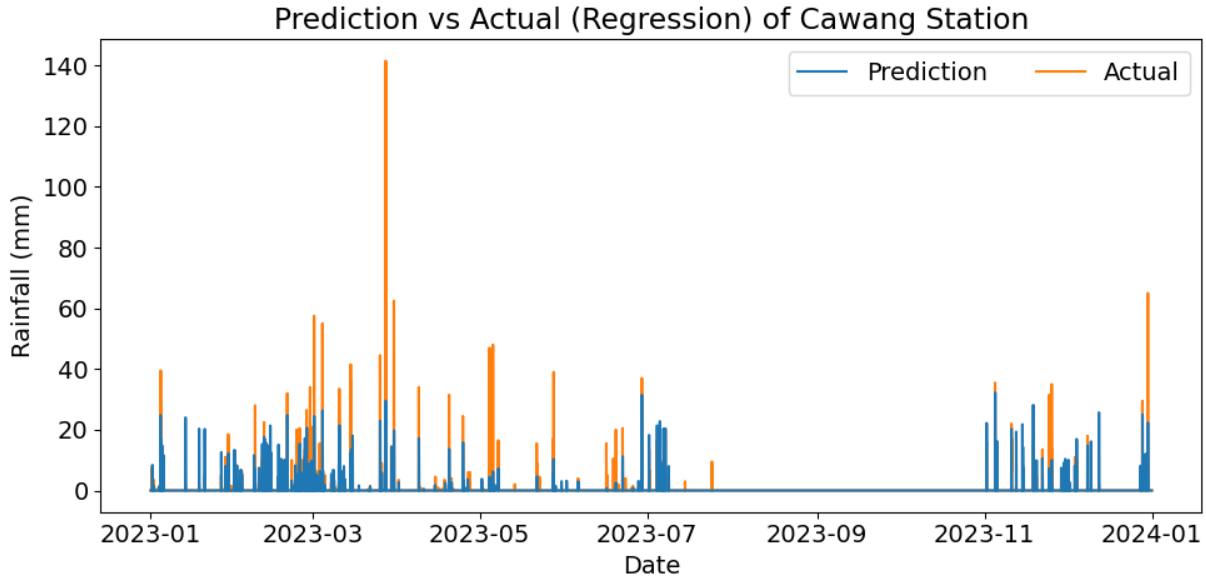 Prediction vs Actual (Regression) of Cawang Station
Prediction Actual
Rainfall (mm)
140
120
100
80
60
40
20
0
2023-01 2023-03 2023-05 2023-07 2023-09 2023-11 2024-01
Date